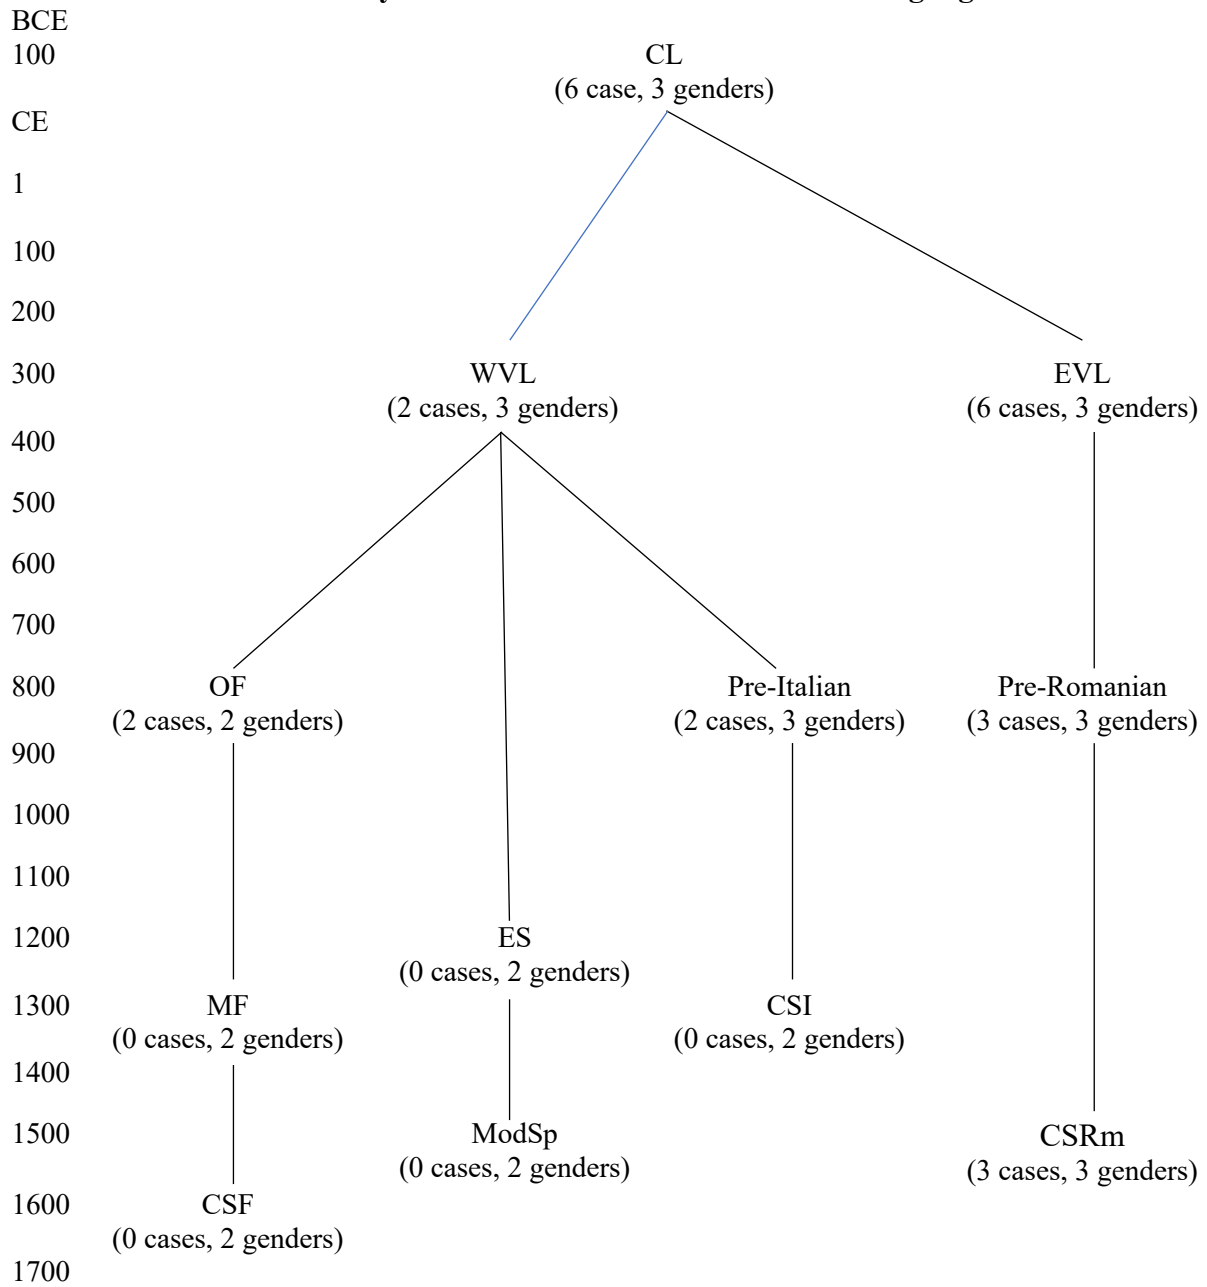 BCE
100
CL
(6 case, 3 genders)
CE
1
100
200
300
WVL
EVL
(2 cases, 3 genders)
(6 cases, 3 genders)
400
500
600
700
800
OF
Pre-Italian
Pre-Romanian
(2 cases, 2 genders)
(2 cases, 3 genders)
(3 cases, 3 genders)
900
1000
1100
1200
ES
(0 cases, 2 genders)
1300
MF
CSI
(0 cases, 2 genders)
(0 cases, 2 genders)
1400
1500
ModSp
CSRm
(0 cases, 2 genders)
(3 cases, 3 genders)
1600
CSF
(0 cases, 2 genders)
1700